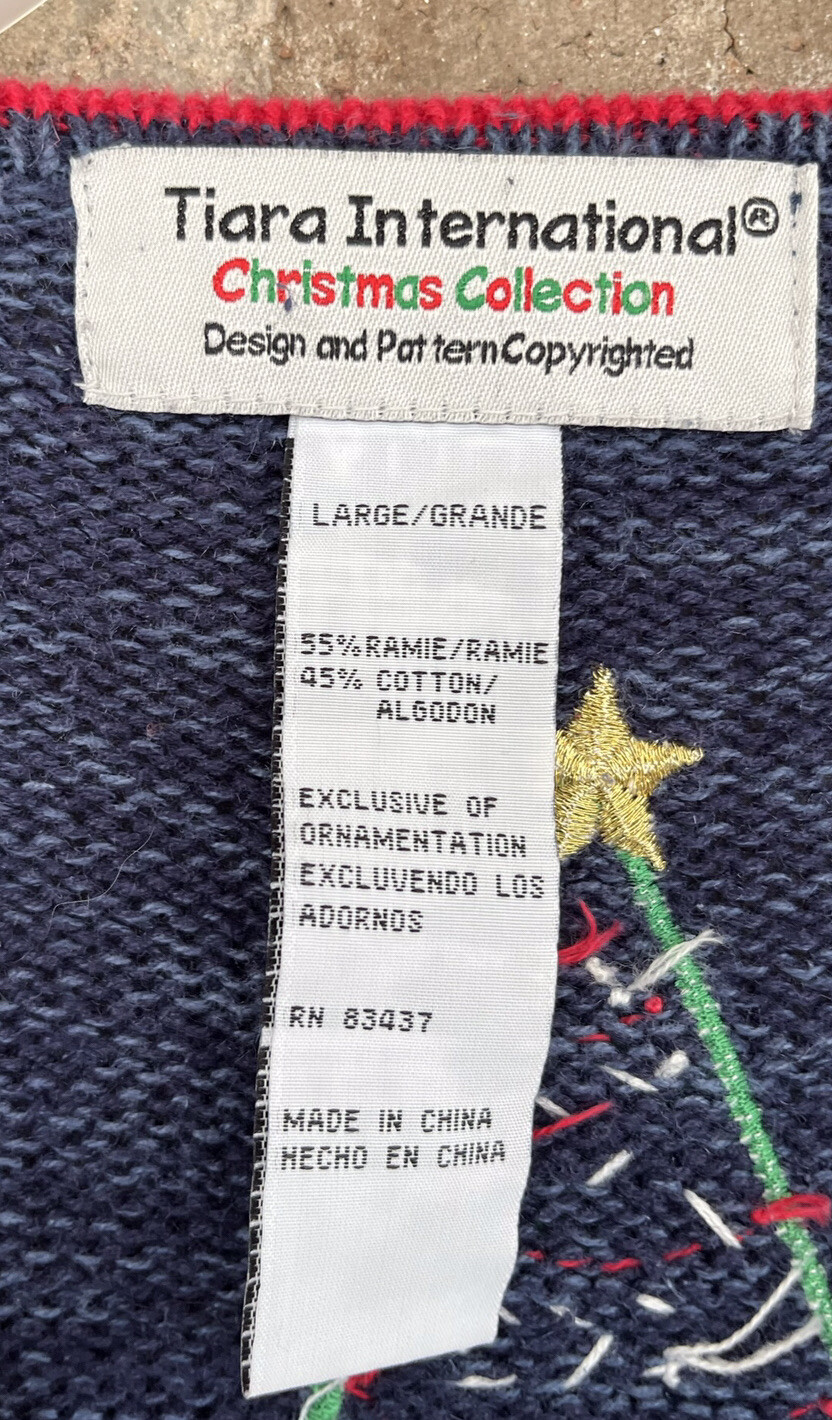 Tiara International®
Christmas Collection
Design and Pattern Copyrighted
LARGE/GRANDE
55% RAMIE/RAMIE
45% COTTON/
ALGODON
EXCLUSIVE OF
ORNAMENTATION
EXCLUVENDO LOS
ADORNOS
RN 83437
MADE IN CHINA
HECHO EN CHINA